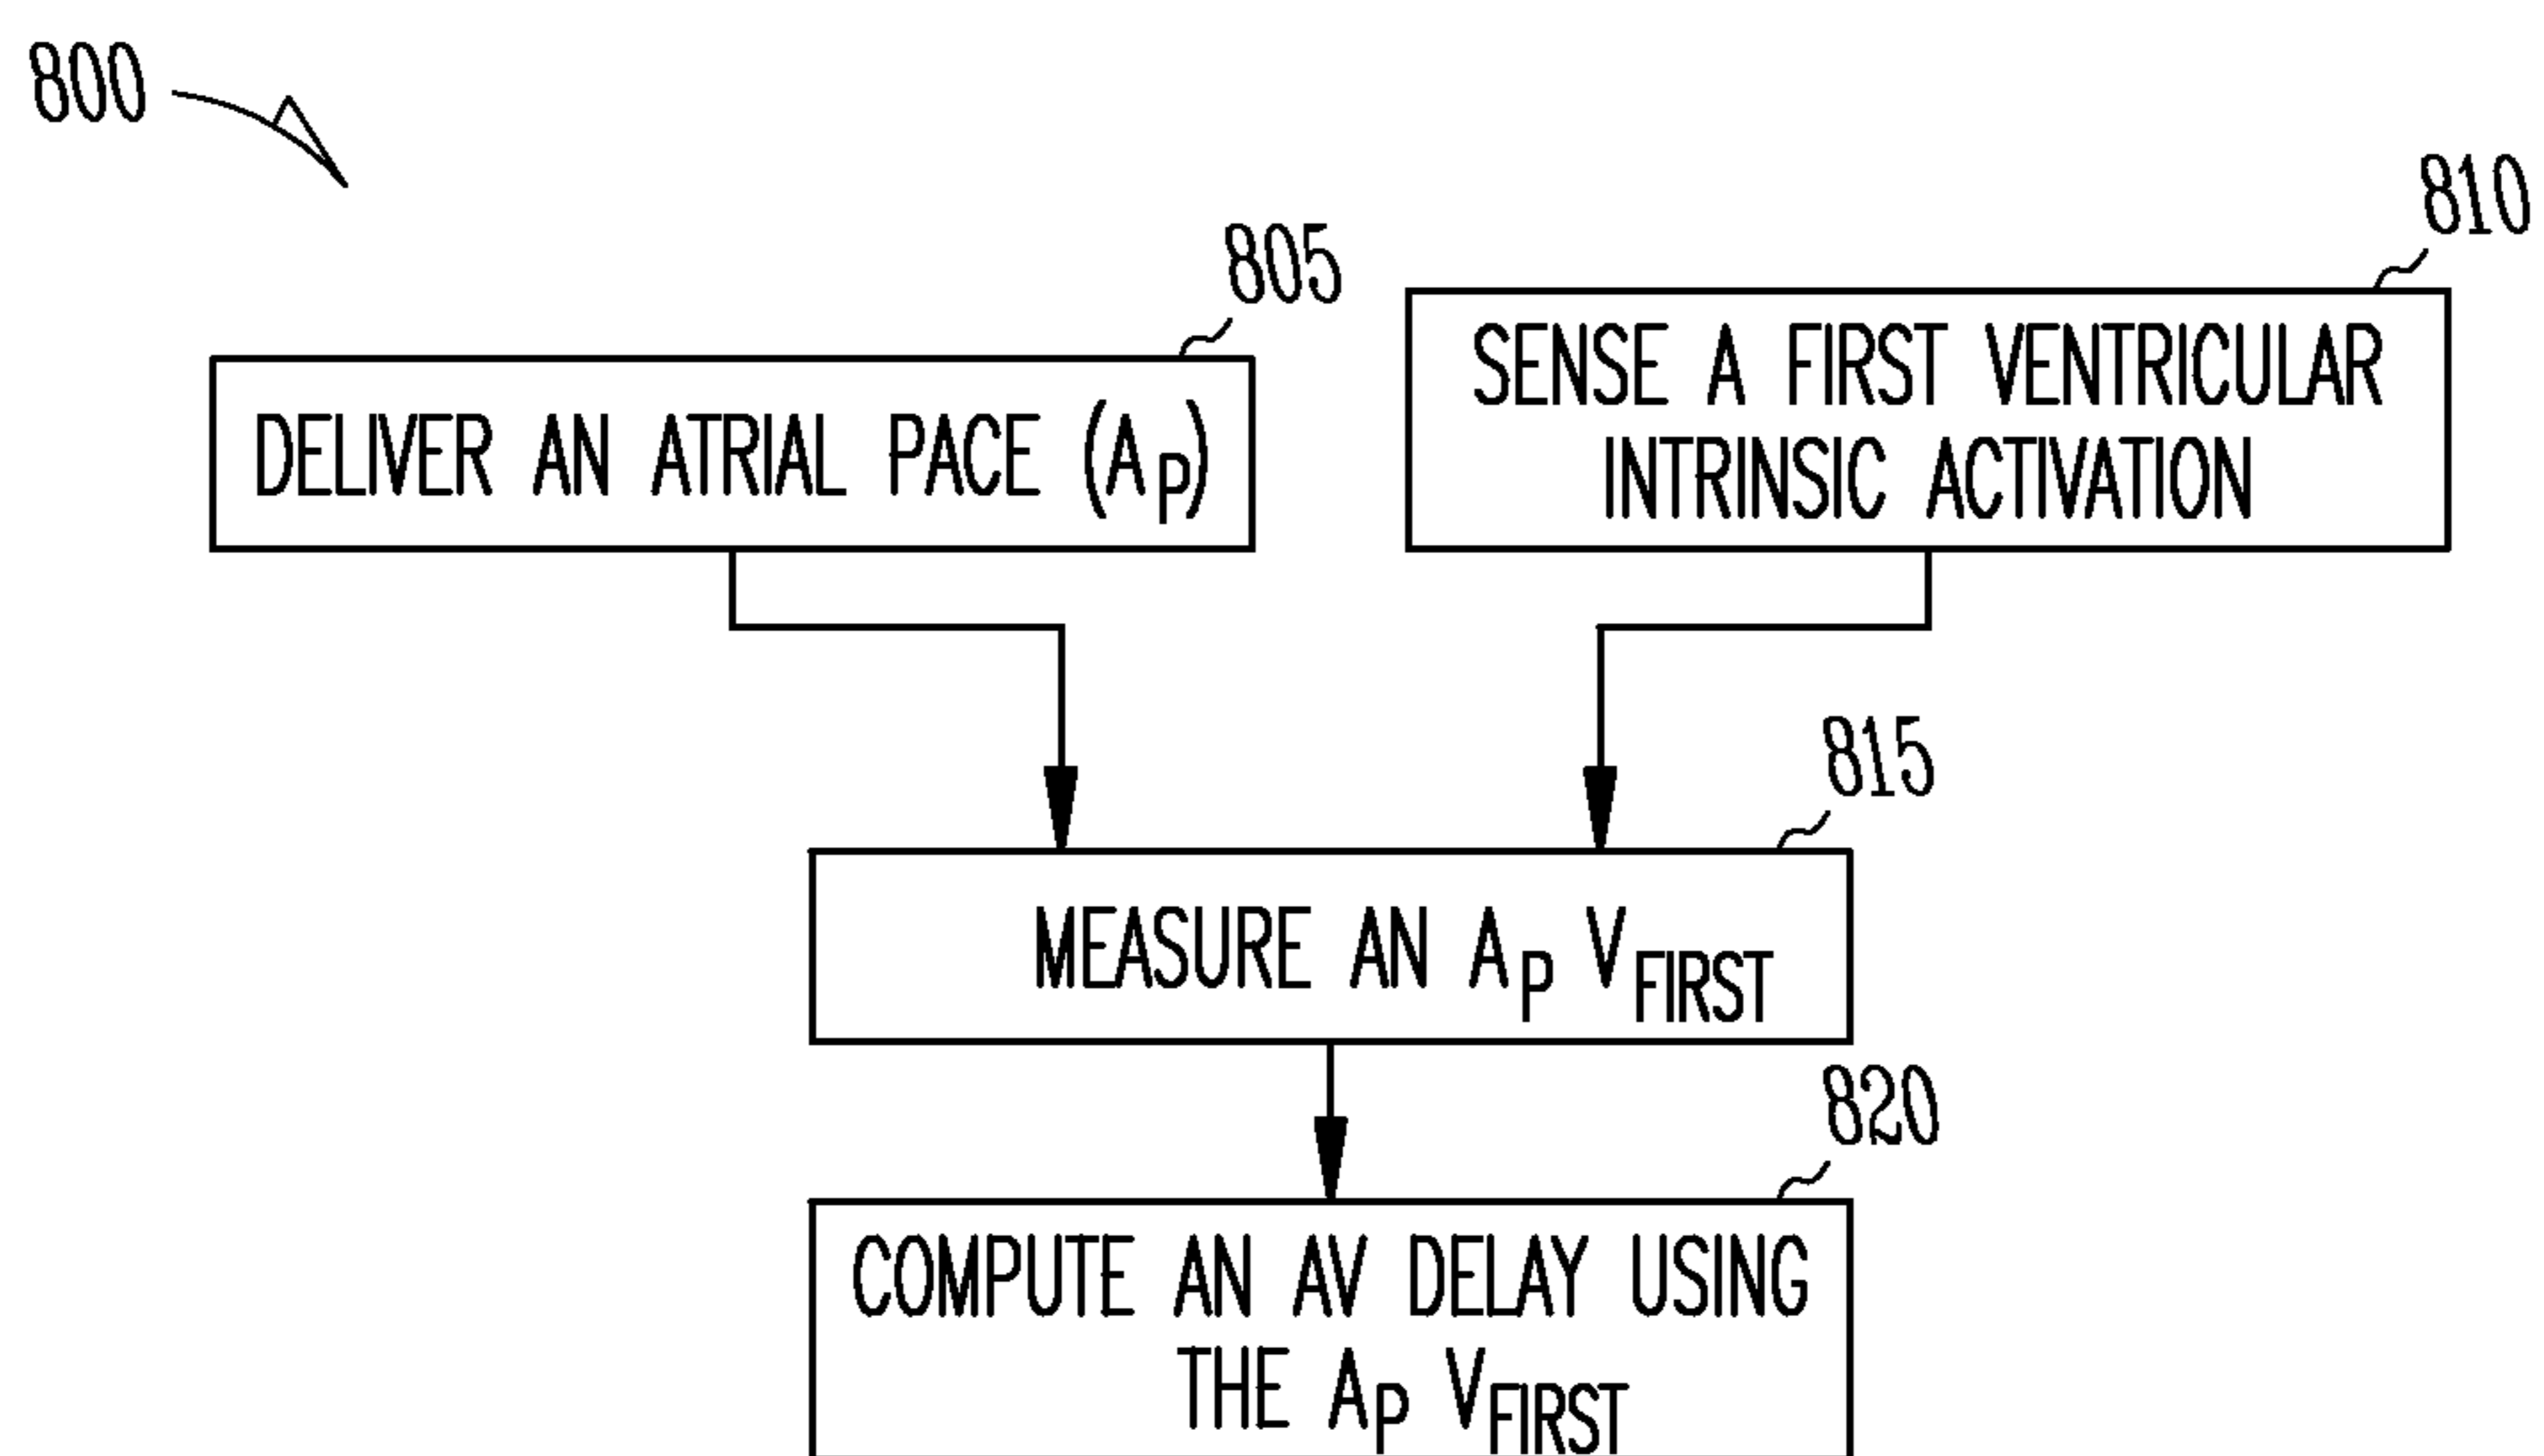 800
805
810
DELIVER AN ATRIAL PACE (AP)
SENSE A FIRST VENTRICULAR
INTRINSIC ACTIVATION
815
MEASURE AN AP VFIRST
820
COMPUTE AN AV DELAY USING
THE AP VFIRST